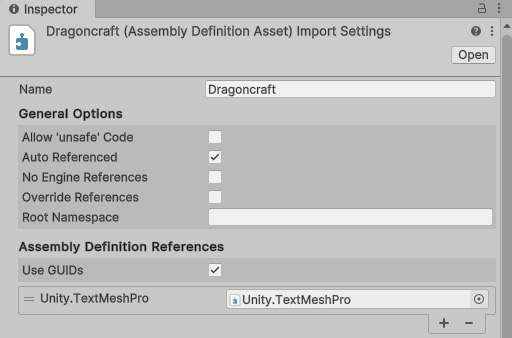 Inspector
Dragoncraft (Assembly Definition Asset) Import Settings
Open
Name Dragoncraft
General Options
Allow 'unsafe' Code
Auto Referenced
No Engine References
Override References
Root Namespace
Assembly Definition References
Use GUIDs
Unity.TextMeshPro Unity.TextMeshPro